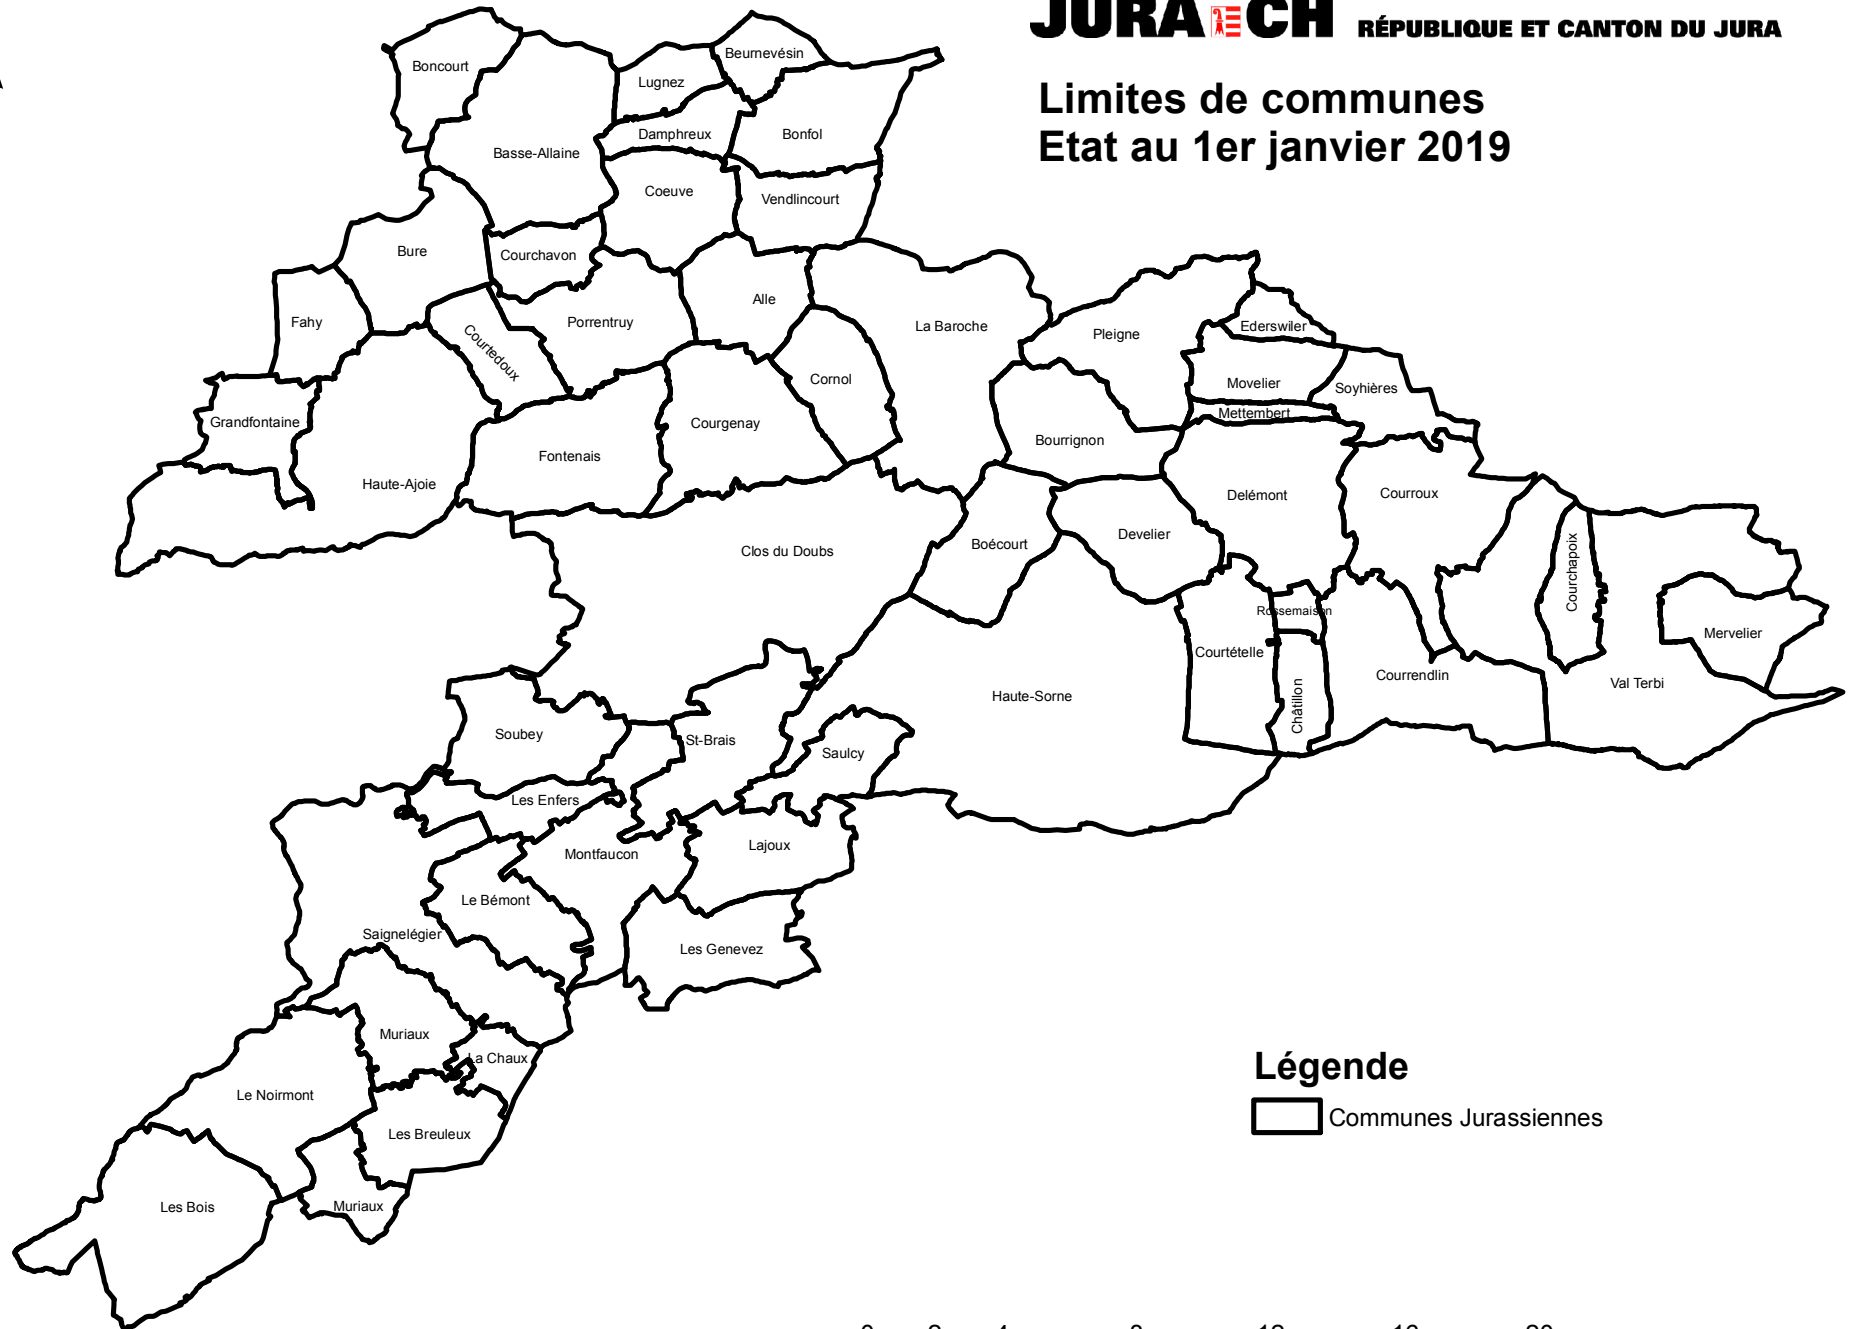 JURA CH RÉPUBLIQUE ET CANTON DU JURA
Limites de communes
Etat au 1er janvier 2019
Boncourt
Beurnevésin
Lugnez
Damphreux
Bonfol
Basse-Allaine
Coeuve
Vendlincourt
Bure
Courchavon
Alle
Fahy
Porrentruy
Courtedoux
La Baroche
Pleigne
Ederswiler
Cornol
Movelier
Soyhières
Mettembert
Grandfontaine
Courgenay
Bourrignon
Fontenais
Haute-Ajoie
Delémont
Courroux
Develier
Boécourt
Clos du Doubs
Courchapoix
Rossemaison
Mervelier
Courtételle
Courrendlin
Val Terbi
Haute-Sorne
Châtillon
Soubey
St-Brais
Saulcy
Les Enfers
Lajoux
Montfaucon
Le Bémont
Saignelégier
Les Genevez
Muriaux
La Chaux
Le Noirmont
Les Breuleux
Les Bois
Muriaux
Légende
Communes Jurassiennes